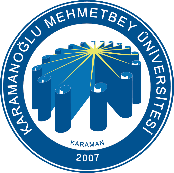 KARAMANOĞLU MEHMETBEY ÜNİVERSİTESİ
KARAMAN
2007